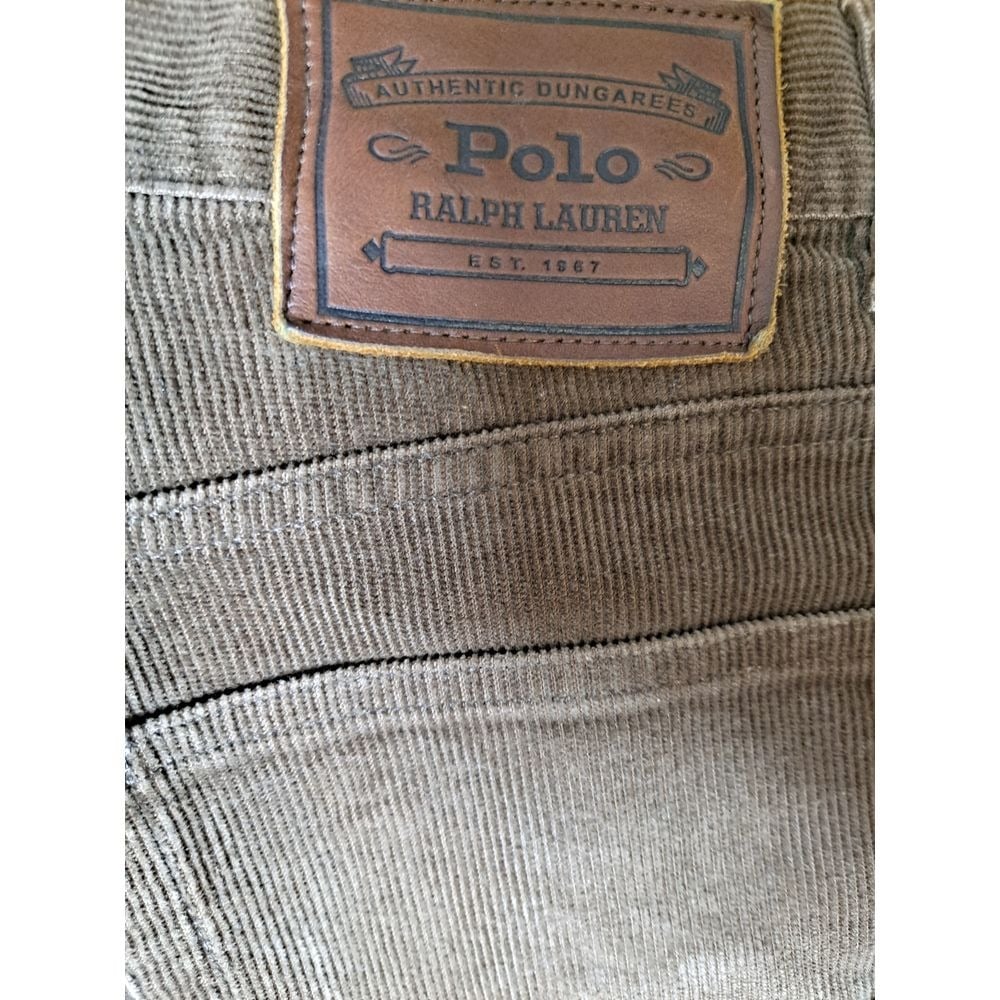 AUTHENTIC DUNGAREES
Polo
RALPH LAUREN
EST. 1967